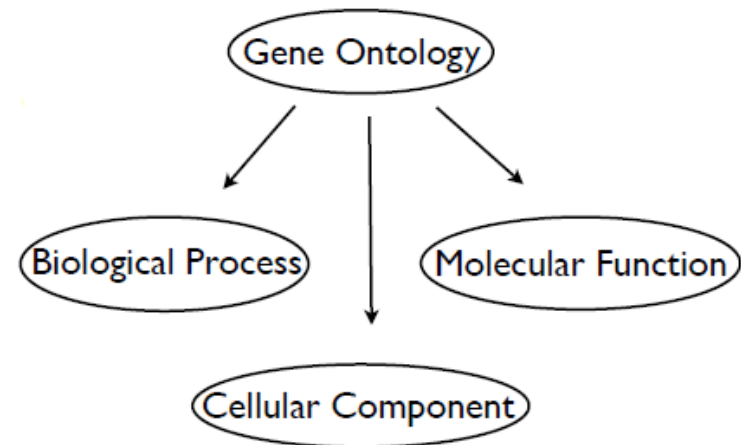 Gene Ontology
Biological Process
Molecular Function
Cellular Component